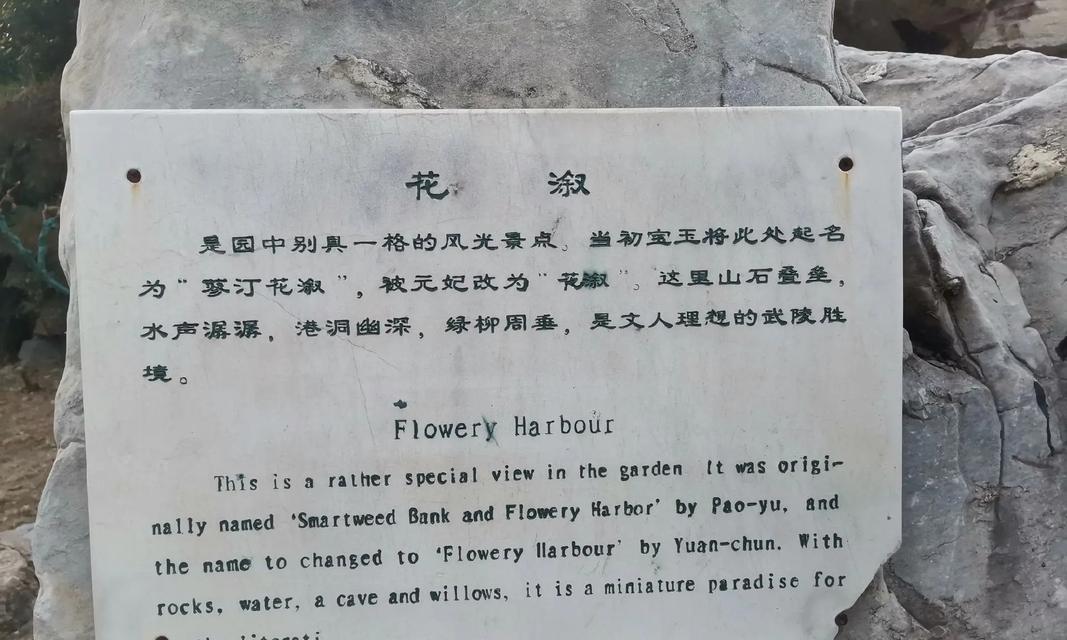 花 溆
是园中别具一格的风光景点。当初宝玉将此处起名
为“蓼汀花溆”，被元妃改为“花溆”。这里山石叠垒，
水声潺潺，港洞幽深，绿柳周垂，是文人理想的武陵胜
境。
Flowery Harbour
This is a rather special view in the garden It was origi-
nally named ‘Smartweed Bank and Flowery Harbor’ by Pao-yu, and
the name to changed to ‘Flowery Harbour’ by Yuan-chun. With
rocks, water, a cave and willows, it is a miniature paradise for
literati